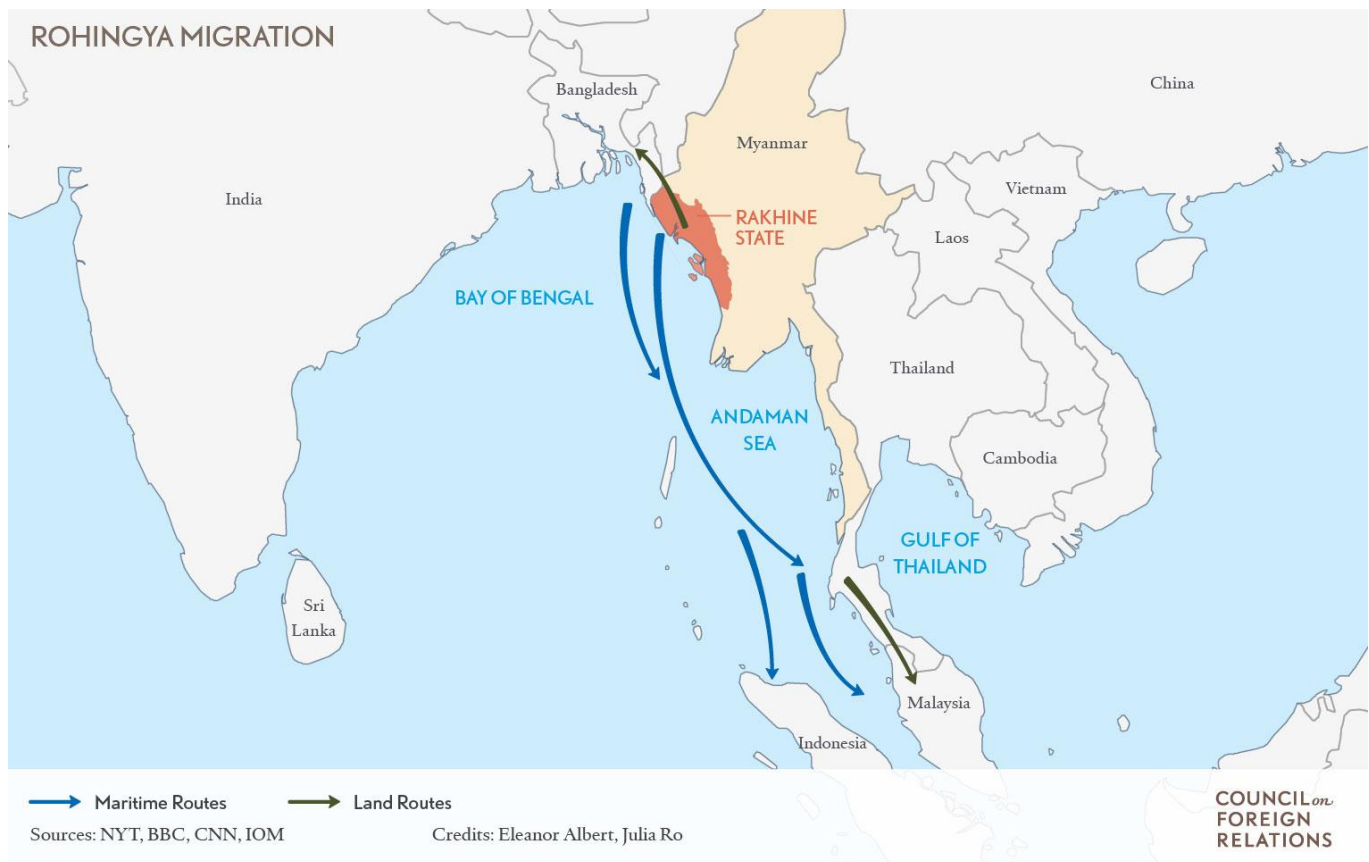 ROHINGYA MIGRATION
China
Bangladesh
Myanmar
India
Vietnam
RAKHINE
STATE
Laos
BAY OF BENGAL
Thailand
ANDAMAN
SEA
Cambodia
GULF OF
THAILAND
Sri
Lanka
Malaysia
Indonesia
Maritime Routes
Land Routes
Sources: NYT, BBC, CNN, IOM
Credits: Eleanor Albert, Julia Ro
COUNCIL on
FOREIGN
RELATIONS